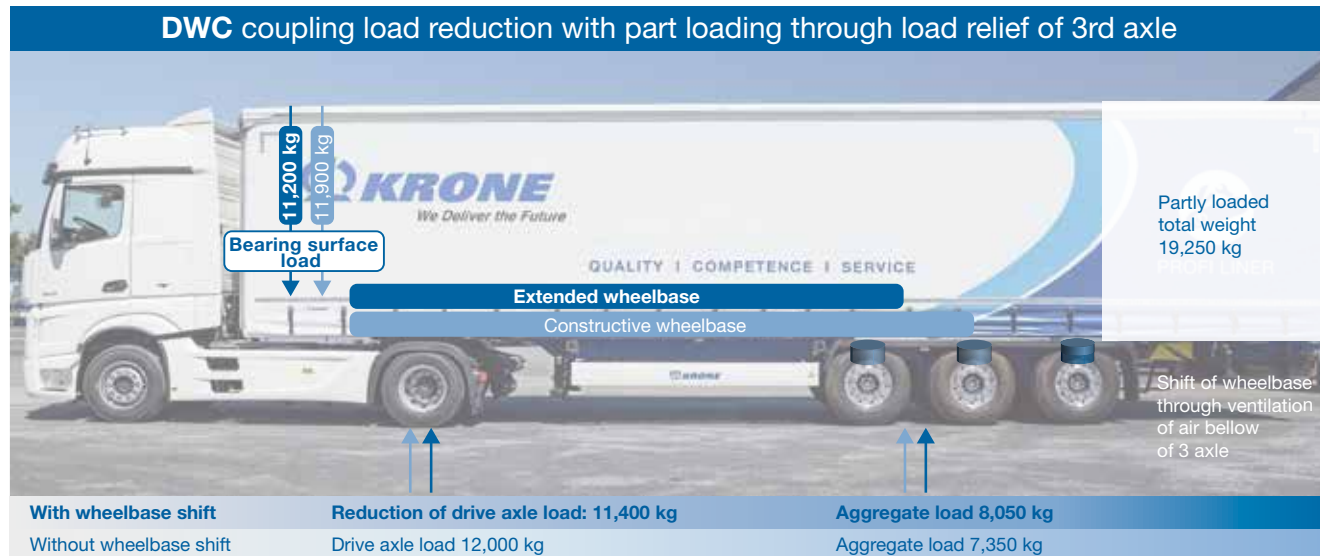 DWC coupling load reduction with part loading through load relief of 3rd axle
11,200 kg
11,900 kg
KRONE
We Deliver the Future
Bearing surface
load
QUALITY I COMPETENCE I SERVICE
Partly loaded
total weight
19,250 kg
PROFI LINER
Extended wheelbase
Constructive wheelbase
KRONE
Shift of wheelbase
through ventilation
of air bellow
of 3 axle
With wheelbase shift Reduction of drive axle load: 11,400 kg Aggregate load 8,050 kg
Without wheelbase shift Drive axle load 12,000 kg Aggregate load 7,350 kg